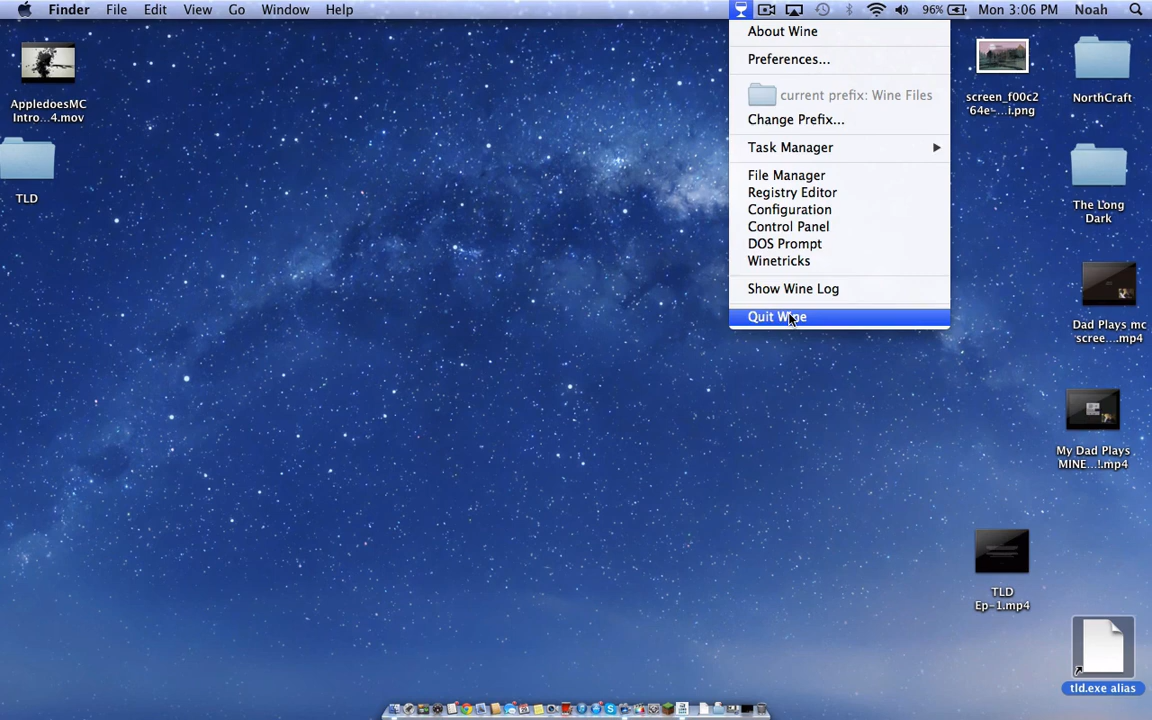 Finder File Edit View Go Window Help 96% Mon 3:06 PM Noah
About Wine
Preferences...
current prefix: Wine Files
Change Prefix...
Task Manager
File Manager
Registry Editor
Configuration
Control Panel
DOS Prompt
Winetricks
Show Wine Log
Quit Wine
AppledoesMC
Intro...4.mov
TLD
screen_f00c2
64e-...i.png
NorthCraft
The Long
Dark
Dad Plays mc
scree....mp4
My Dad Plays
MINE...!.mp4
TLD
Ep-1.mp4
tld.exe alias